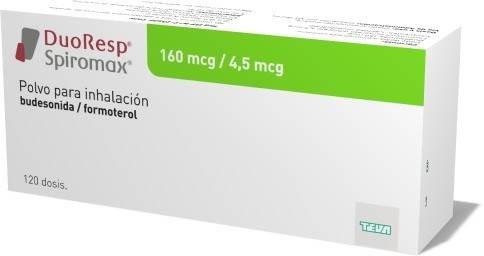 DuoResp®
Spiromax®
160 mcg / 4,5 mcg
Polvo para inhalación
budesonida / formoterol
120 dosis.
TEVA